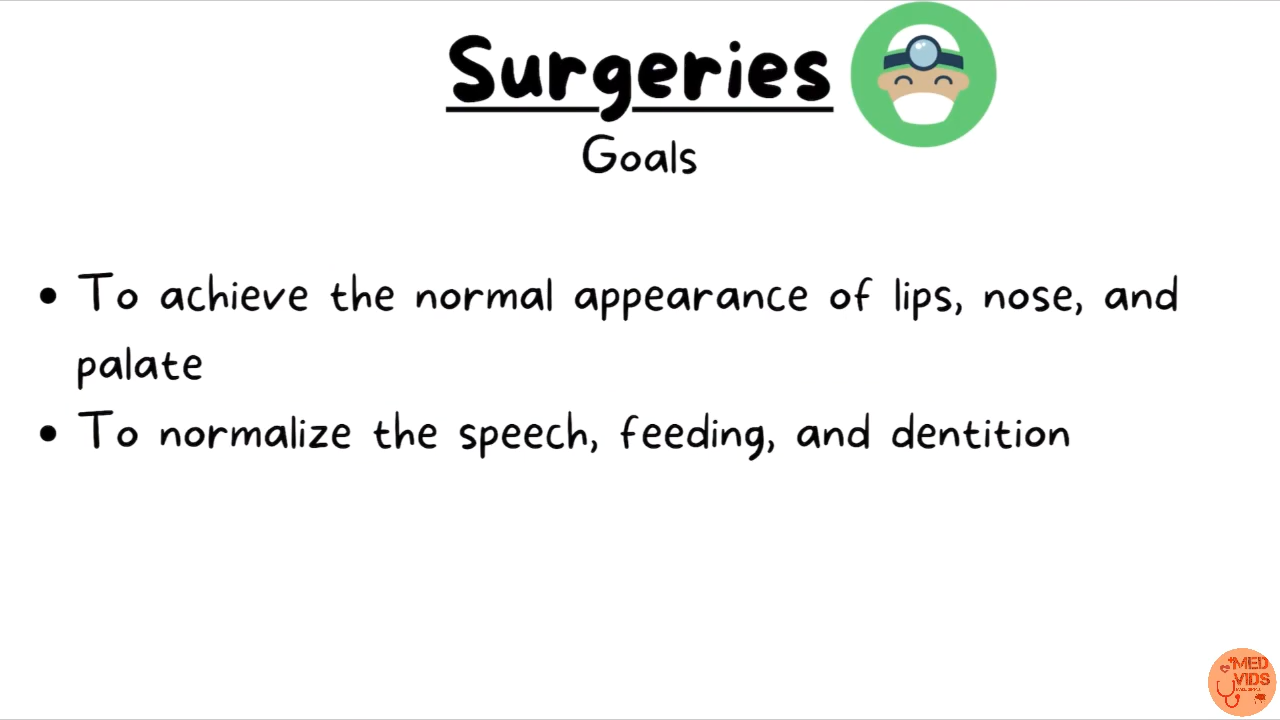 Surgeries
Goals
• To achieve the normal appearance of lips, nose, and
palate
• To normalize the speech, feeding, and dentition
MED
VIDS